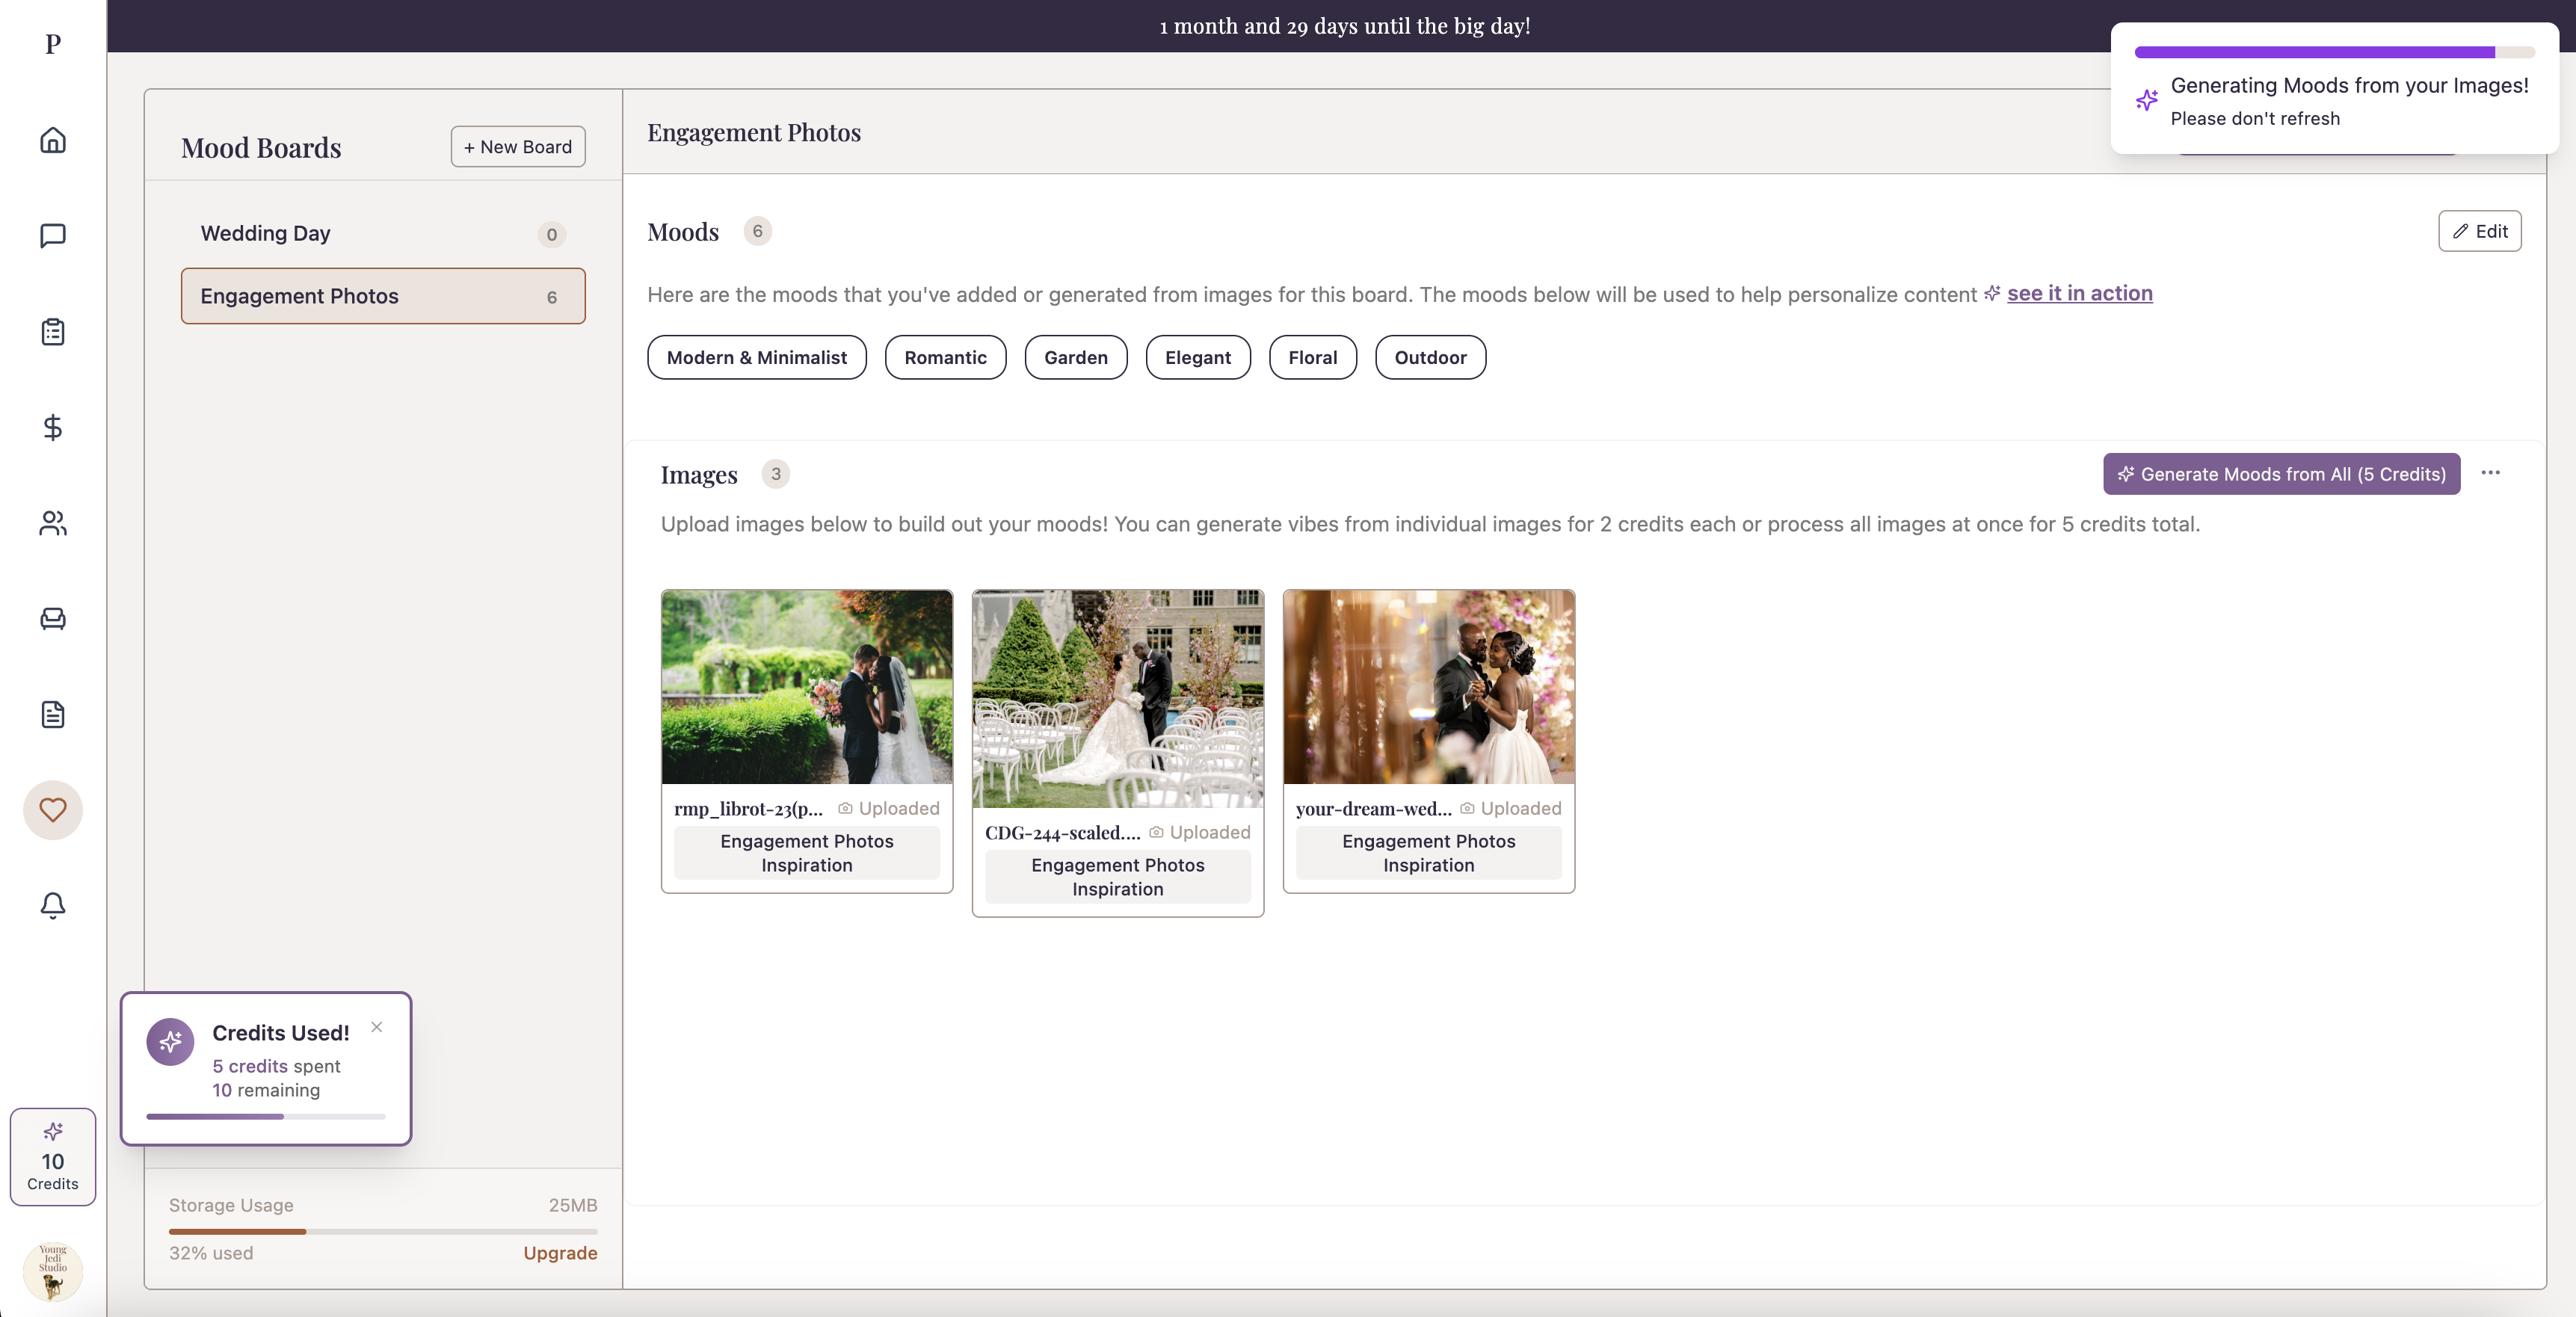 P
1 month and 29 days until the big day!
Generating Moods from your Images!
Please don't refresh
Mood Boards
+ New Board
Wedding Day 0
Engagement Photos 6
Engagement Photos
Moods 6
Edit
Here are the moods that you've added or generated from images for this board. The moods below will be used to help personalize content see it in action
Modern & Minimalist Romantic Garden Elegant Floral Outdoor
Images 3
Generate Moods from All (5 Credits)
Upload images below to build out your moods! You can generate vibes from individual images for 2 credits each or process all images at once for 5 credits total.
rmp_librot-23(p... Uploaded
Engagement Photos
Inspiration
CDG-244-scaled.... Uploaded
Engagement Photos
Inspiration
your-dream-wed... Uploaded
Engagement Photos
Inspiration
Credits Used!
5 credits spent
10 remaining
10
Credits
Storage Usage 25MB
32% used Upgrade
Young
Jedi
Studio